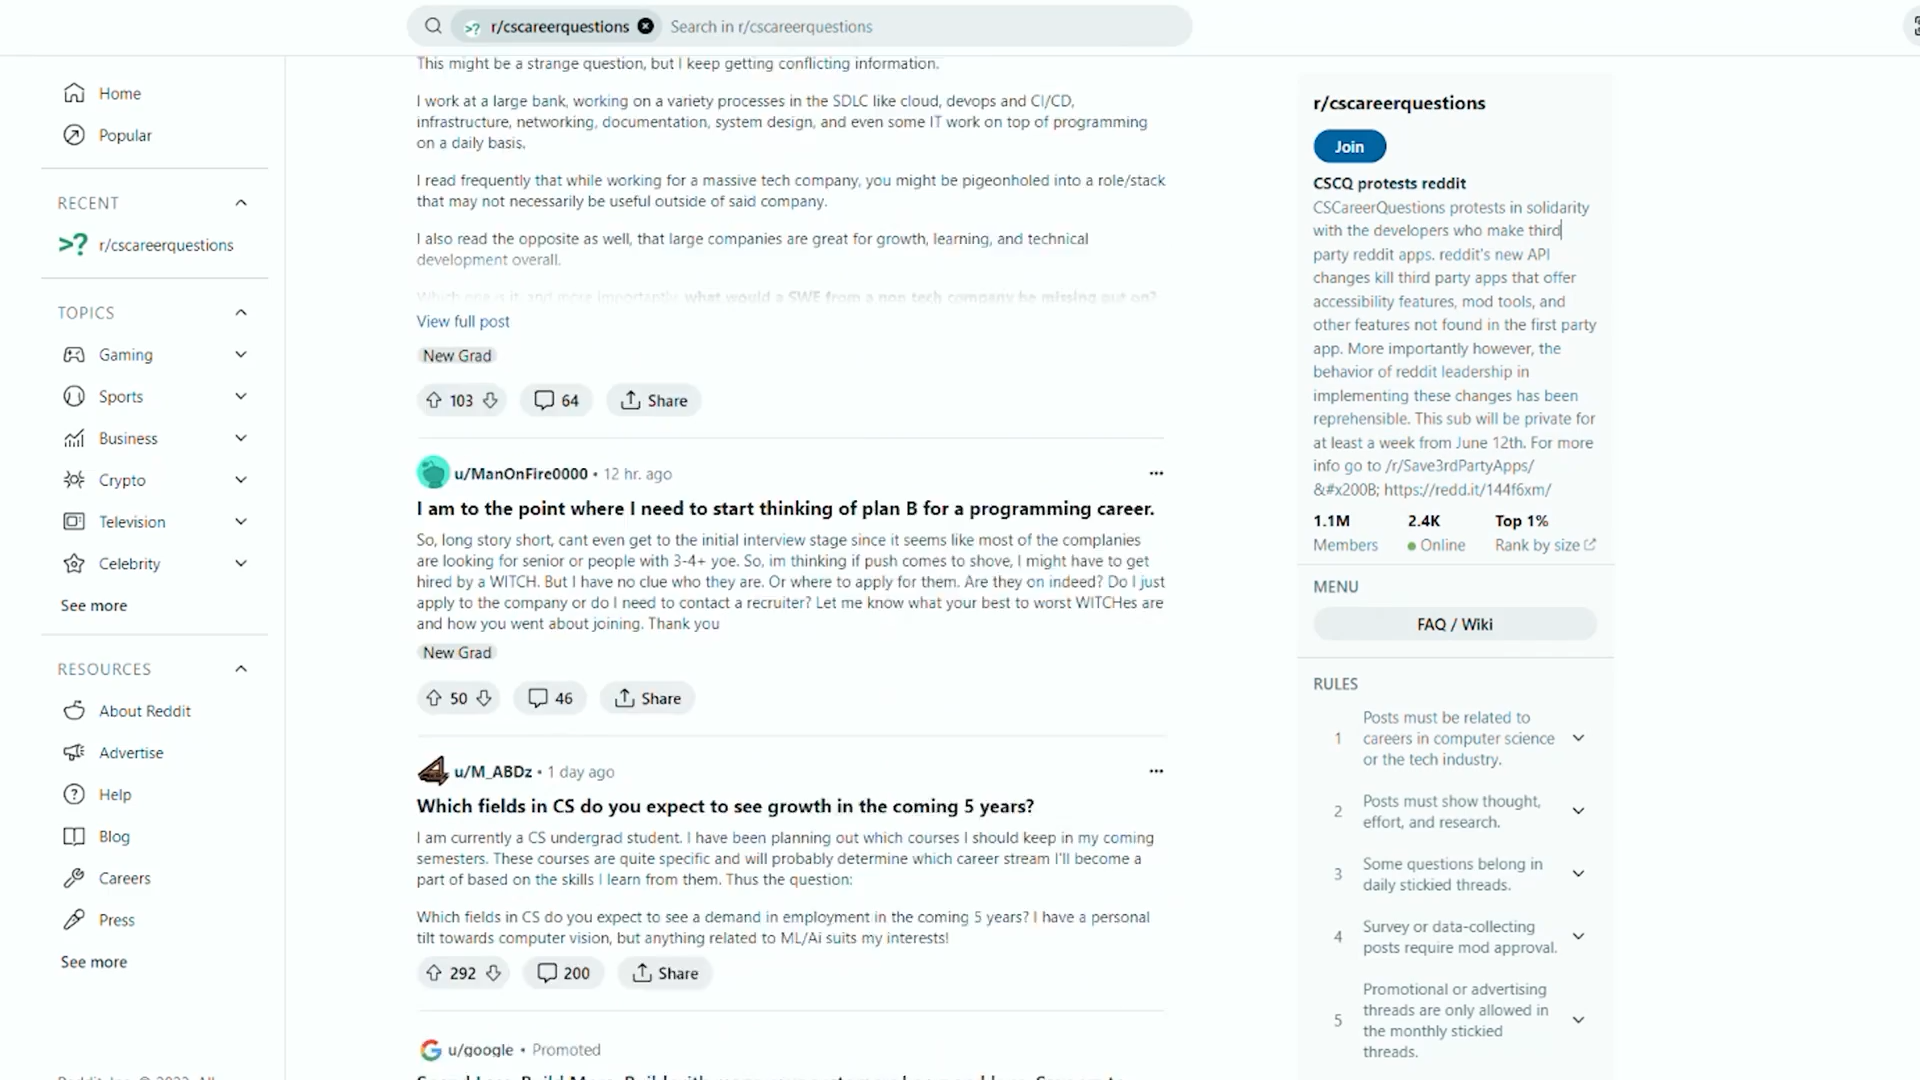 r/cscareerquestions Search in r/cscareerquestions
Home
Popular
RECENT
>? r/cscareerquestions
TOPICS
Gaming
Sports
Business
Crypto
Television
Celebrity
See more
RESOURCES
About Reddit
Advertise
Help
Blog
Careers
Press
See more
This might be a strange question, but I keep getting conflicting information.
I work at a large bank, working on a variety processes in the SDLC like cloud, devops and CI/CD,
infrastructure, networking, documentation, system design, and even some IT work on top of programming
on a daily basis.
I read frequently that while working for a massive tech company, you might be pigeonholed into a role/stack
that may not necessarily be useful outside of said company.
I also read the opposite as well, that large companies are great for growth, learning, and technical
development overall.
Which one is it, and more importantly, what would a SWE from a non tech company be missing out on?
View full post
New Grad
103 64 Share
u/ManOnFire0000 • 12 hr. ago
I am to the point where I need to start thinking of plan B for a programming career.
So, long story short, cant even get to the initial interview stage since it seems like most of the complanies
are looking for senior or people with 3-4+ yoe. So, im thinking if push comes to shove, I might have to get
hired by a WITCH. But I have no clue who they are. Or where to apply for them. Are they on indeed? Do I just
apply to the company or do I need to contact a recruiter? Let me know what your best to worst WITCHes are
and how you went about joining. Thank you
New Grad
50 46 Share
u/M_ABDz • 1 day ago
Which fields in CS do you expect to see growth in the coming 5 years?
I am currently a CS undergrad student. I have been planning out which courses I should keep in my coming
semesters. These courses are quite specific and will probably determine which career stream I'll become a
part of based on the skills I learn from them. Thus the question:
Which fields in CS do you expect to see a demand in employment in the coming 5 years? I have a personal
tilt towards computer vision, but anything related to ML/Ai suits my interests!
292 200 Share
u/google • Promoted
r/cscareerquestions
Join
CSCQ protests reddit
CSCareerQuestions protests in solidarity
with the developers who make third
party reddit apps. reddit's new API
changes kill third party apps that offer
accessibility features, mod tools, and
other features not found in the first party
app. More importantly however, the
behavior of reddit leadership in
implementing these changes has been
reprehensible. This sub will be private for
at least a week from June 12th. For more
info go to /r/Save3rdPartyApps/
&#x200B; https://redd.it/144f6xm/
1.1M 2.4K Top 1%
Members Online Rank by size
MENU
FAQ / Wiki
RULES
1 Posts must be related to
careers in computer science
or the tech industry.
2 Posts must show thought,
effort, and research.
3 Some questions belong in
daily stickied threads.
4 Survey or data-collecting
posts require mod approval.
5 Promotional or advertising
threads are only allowed in
the monthly stickied
threads.